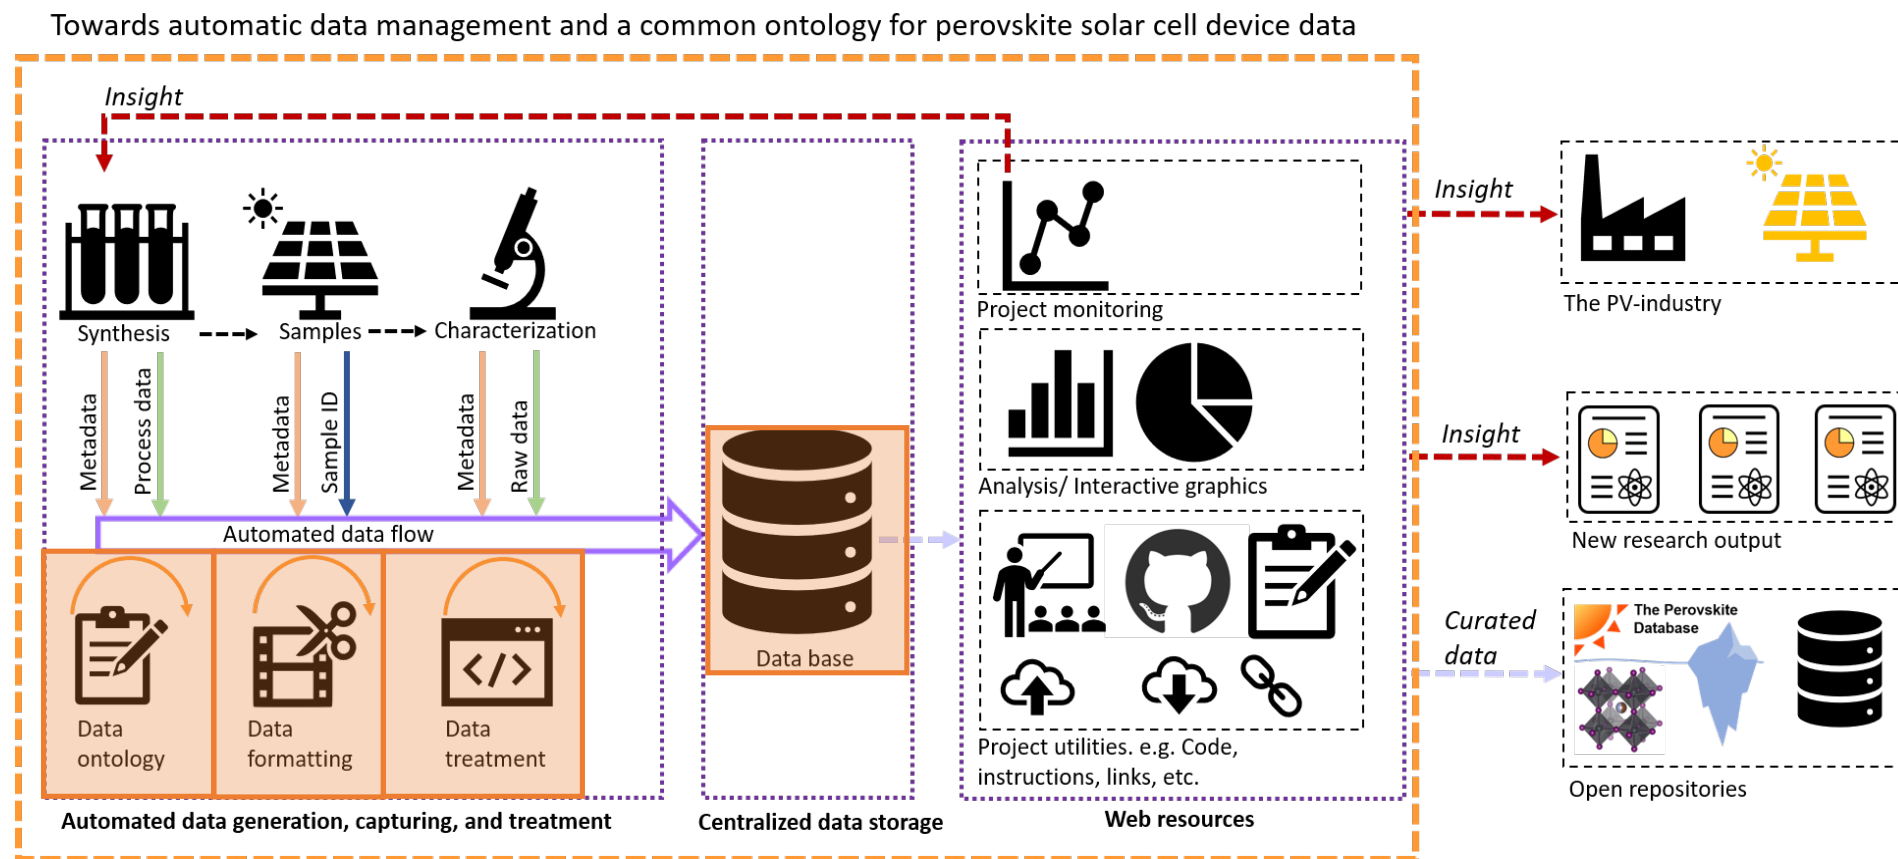 Towards automatic data management and a common ontology for perovskite solar cell device data
Insight
Synthesis
Samples
Characterization
Metadata
Process data
Metadata
Sample ID
Metadata
Raw data
Automated data flow
Data
ontology
Data
formatting
Data
treatment
Automated data generation, capturing, and treatment
Data base
Centralized data storage
Project monitoring
Analysis/ Interactive graphics
Project utilities. e.g. Code,
instructions, links, etc.
Web resources
Insight
The PV-industry
Insight
New research output
Curated
data
The Perovskite
Database
Open repositories